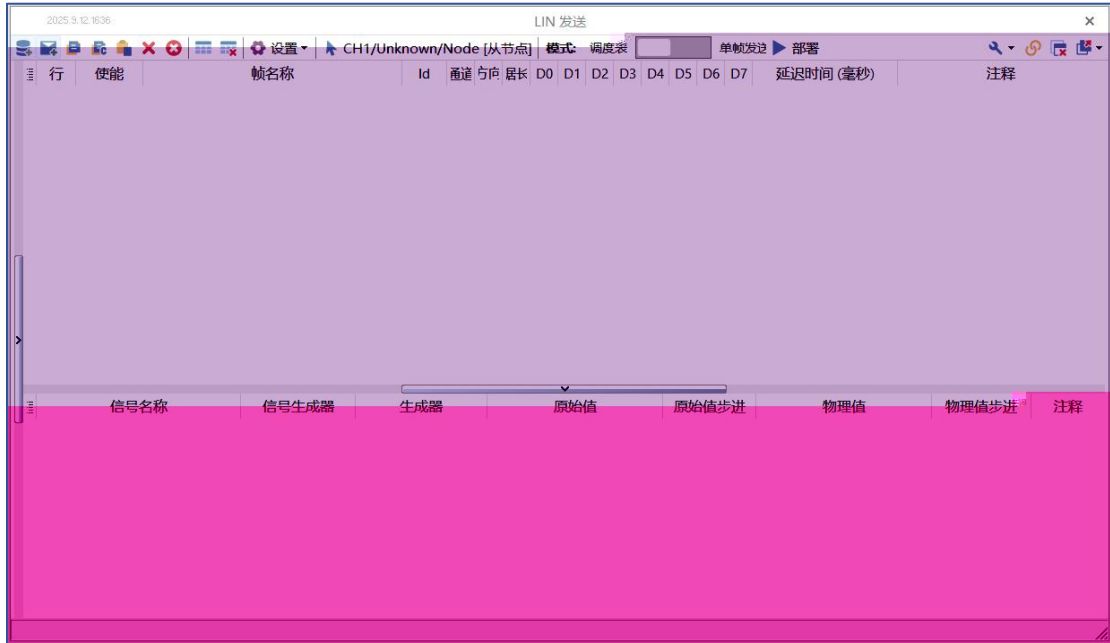 2025.9.12.1636
LIN 发送
设置 CH1/Unknown/Node [从节点] 模式: 调度表 单帧发送 部署
行 使能 帧名称 Id 通道 方向 D0 D1 D2 D3 D4 D5 D6 D7 延迟时间 (毫秒) 注释
信号名称 信号生成器 生成器 原始值 原始值步进 物理值 物理值步进 注释